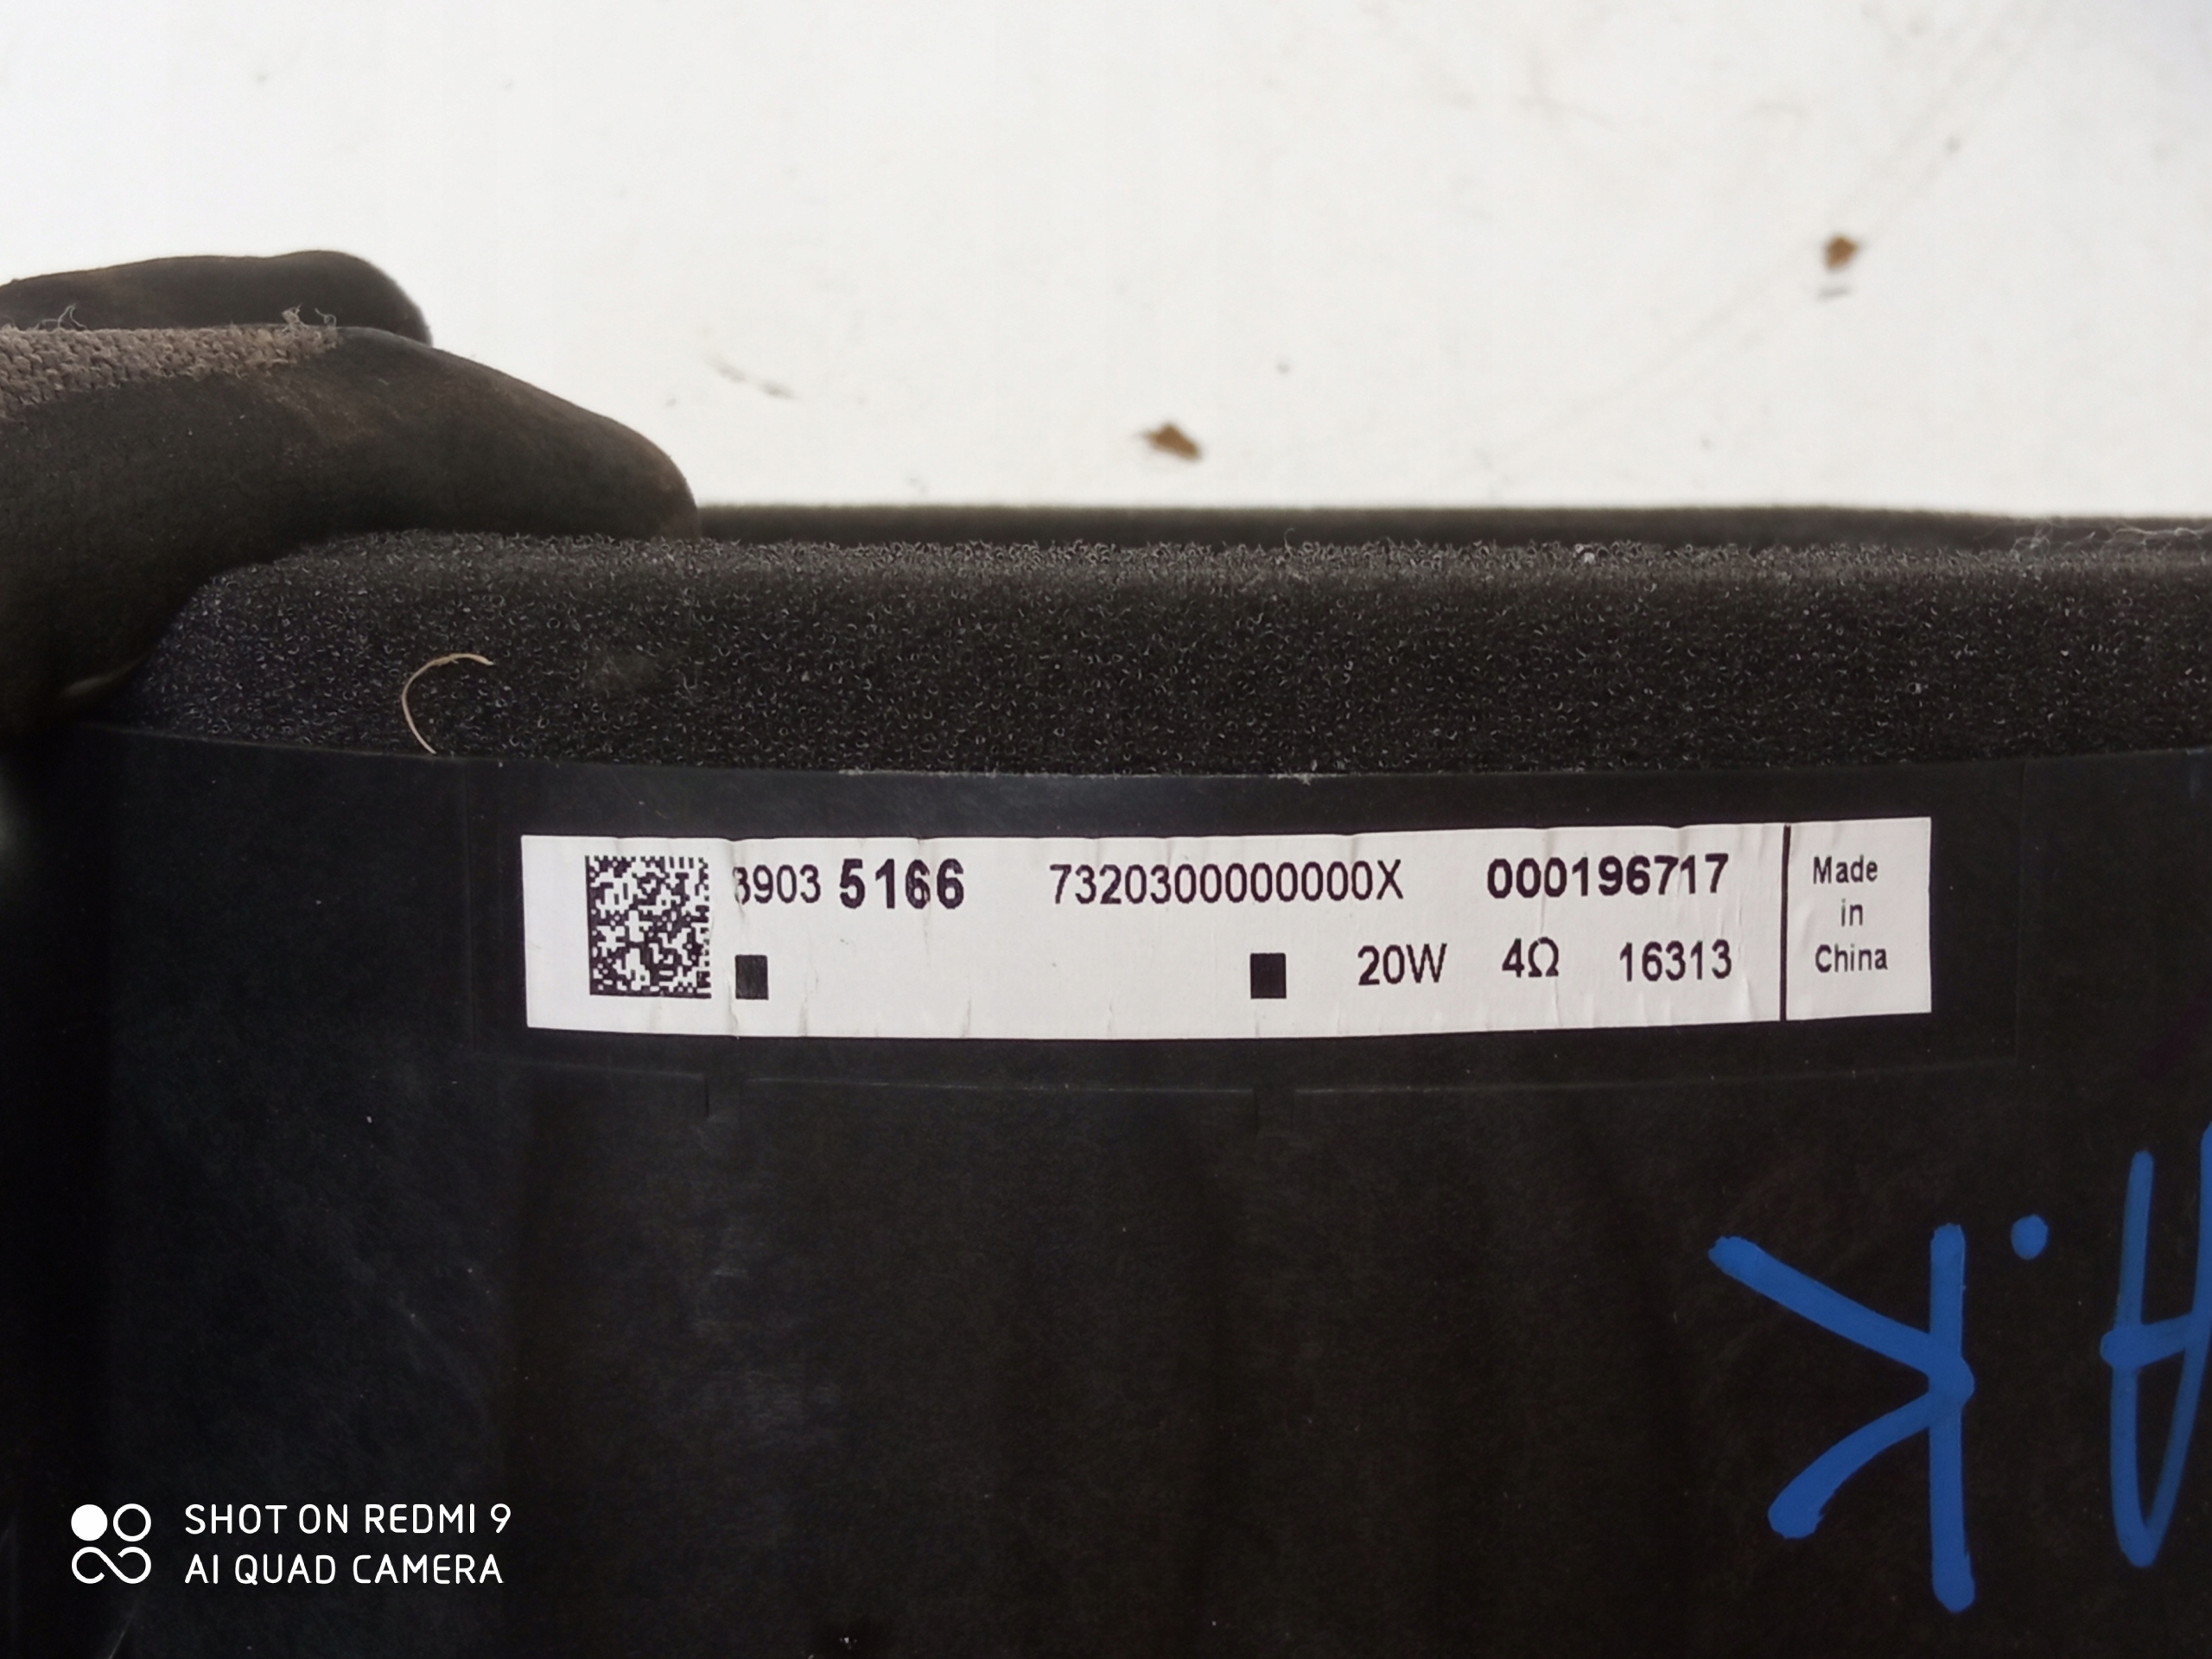 3903 5166 7320300000000X 000196717
20W 4Ω 16313
Made
in
China
A.K
SHOT ON REDMI 9
AI QUAD CAMERA